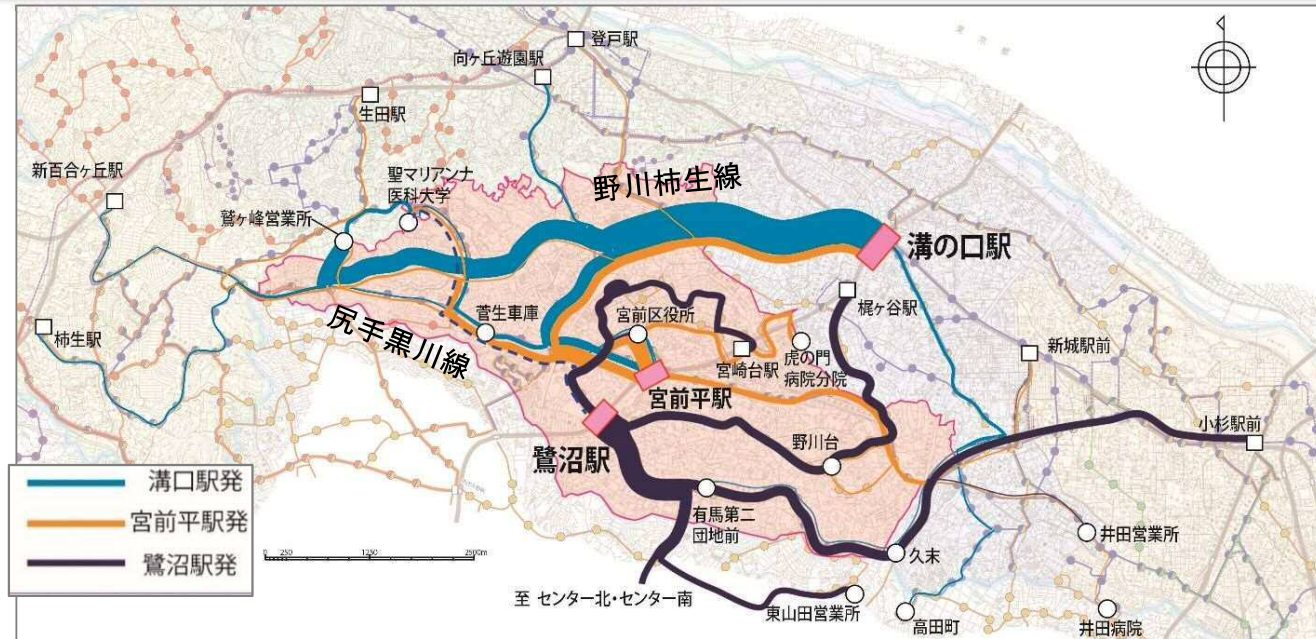 登戸駅
向ヶ丘遊園駅
生田駅
新百合ヶ丘駅
聖マリアンナ
医科大学
鷲ヶ峰営業所
野川柿生線
溝の口駅
柿生駅
尻手黒川線
菅生車庫
宮前区役所
梶ヶ谷駅
宮崎台駅
虎の門
病院分院
新城駅前
宮前平駅
小杉駅前
鷺沼駅
野川台
溝口駅発
宮前平駅発
鷺沼駅発
0 250 1250 2500m
有馬第二
団地前
久末
井田営業所
至 センター北・センター南
東山田営業所
高田町
井田病院